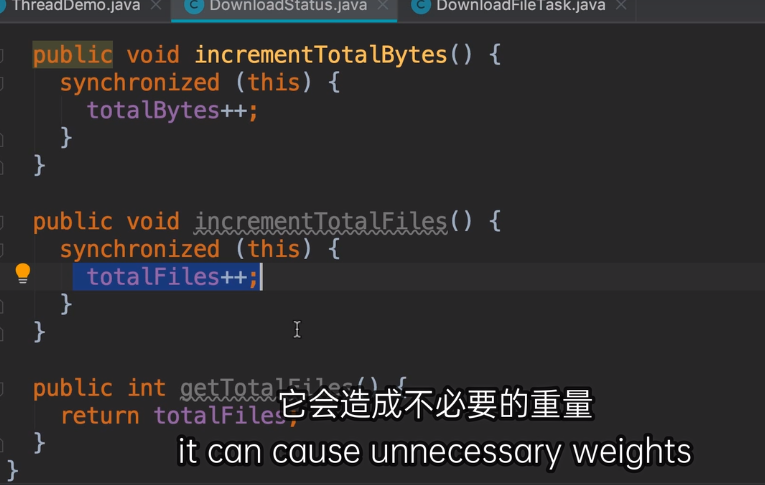 ThreadDemo.java × DownloadStatus.java × DownloadFileTask.java ×
public void incrementTotalBytes() {
synchronized (this) {
totalBytes++;
}
}
public void incrementTotalFiles() {
synchronized (this) {
totalFiles++;
}
}
public int getTotalFiles() {
return totalFiles;
}
}
它会造成不必要的重量
it can cause unnecessary weights